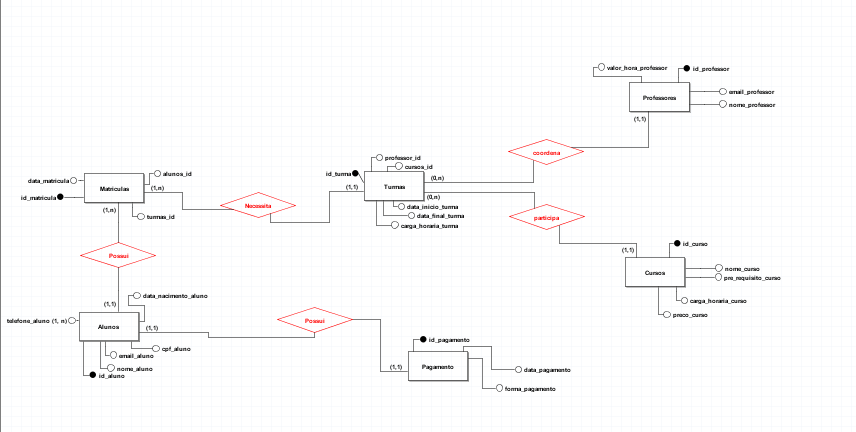 valor_hora_professor
id_professor
Professores
email_professor
nome_professor
(1,1)
coordena
professor_id
cursos_id
id_turma
Turmas
(0,n)
(1,1)
(0,n)
data_inicio_turma
data_final_turma
carga_horaria_turma
alunos_id
data_matricula
Matriculas
(1,n)
id_matricula
turmas_id
(1,n)
Necessita
participa
Possui
(1,1)
id_curso
Cursos
nome_curso
pre_requisito_curso
carga_horaria_curso
preco_curso
(1,1)
data_nacimento_aluno
telefone_aluno (1, n)
Alunos
(1,1)
cpf_aluno
email_aluno
nome_aluno
id_aluno
Possui
id_pagamento
Pagamento
(1,1)
data_pagamento
forma_pagamento